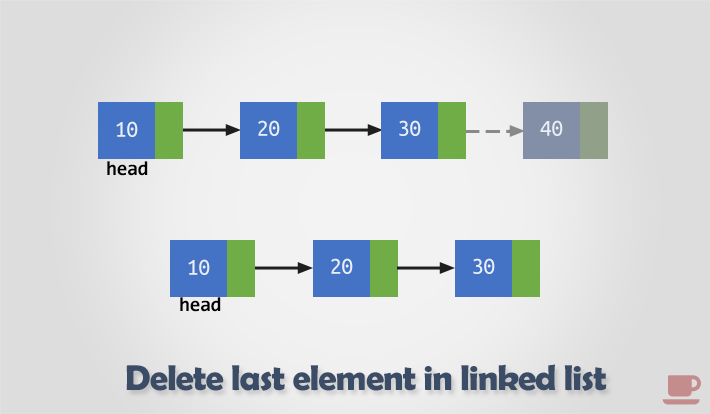 10 20 30 40
head
10 20 30
head
Delete last element in linked list